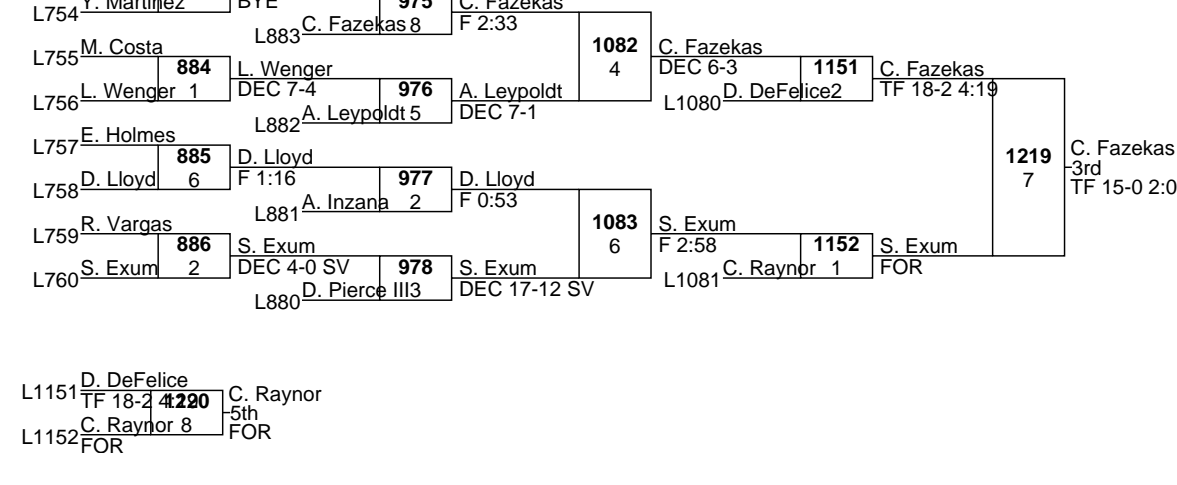 Y. Martinez
L754
BYE
975
C. Fazekas
L883
C. Fazekas 8
F 2:33
M. Costa
L755
884
L. Wenger
1082
C. Fazekas
L. Wenger 1
L756
DEC 7-4
976
A. Leypoldt
4
DEC 6-3
1151
C. Fazekas
L882
A. Leypoldt 5
DEC 7-1
L1080
D. DeFelice 2
TF 18-2 4:19
E. Holmes
L757
885
D. Lloyd
D. Lloyd 6
L758
F 1:16
977
D. Lloyd
L881
A. Inzana 2
F 0:53
1219
7
C. Fazekas
3rd
TF 15-0 2:0
R. Vargas
L759
886
S. Exum
1083
S. Exum
S. Exum 2
L760
DEC 4-0 SV
978
S. Exum
6
F 2:58
1152
S. Exum
L880
D. Pierce III 3
DEC 17-12 SV
L1081
C. Raynor 1
FOR
D. DeFelice
L1151
TF 18-2
C. Raynor
5th
C. Raynor 8
L1152
FOR
FOR